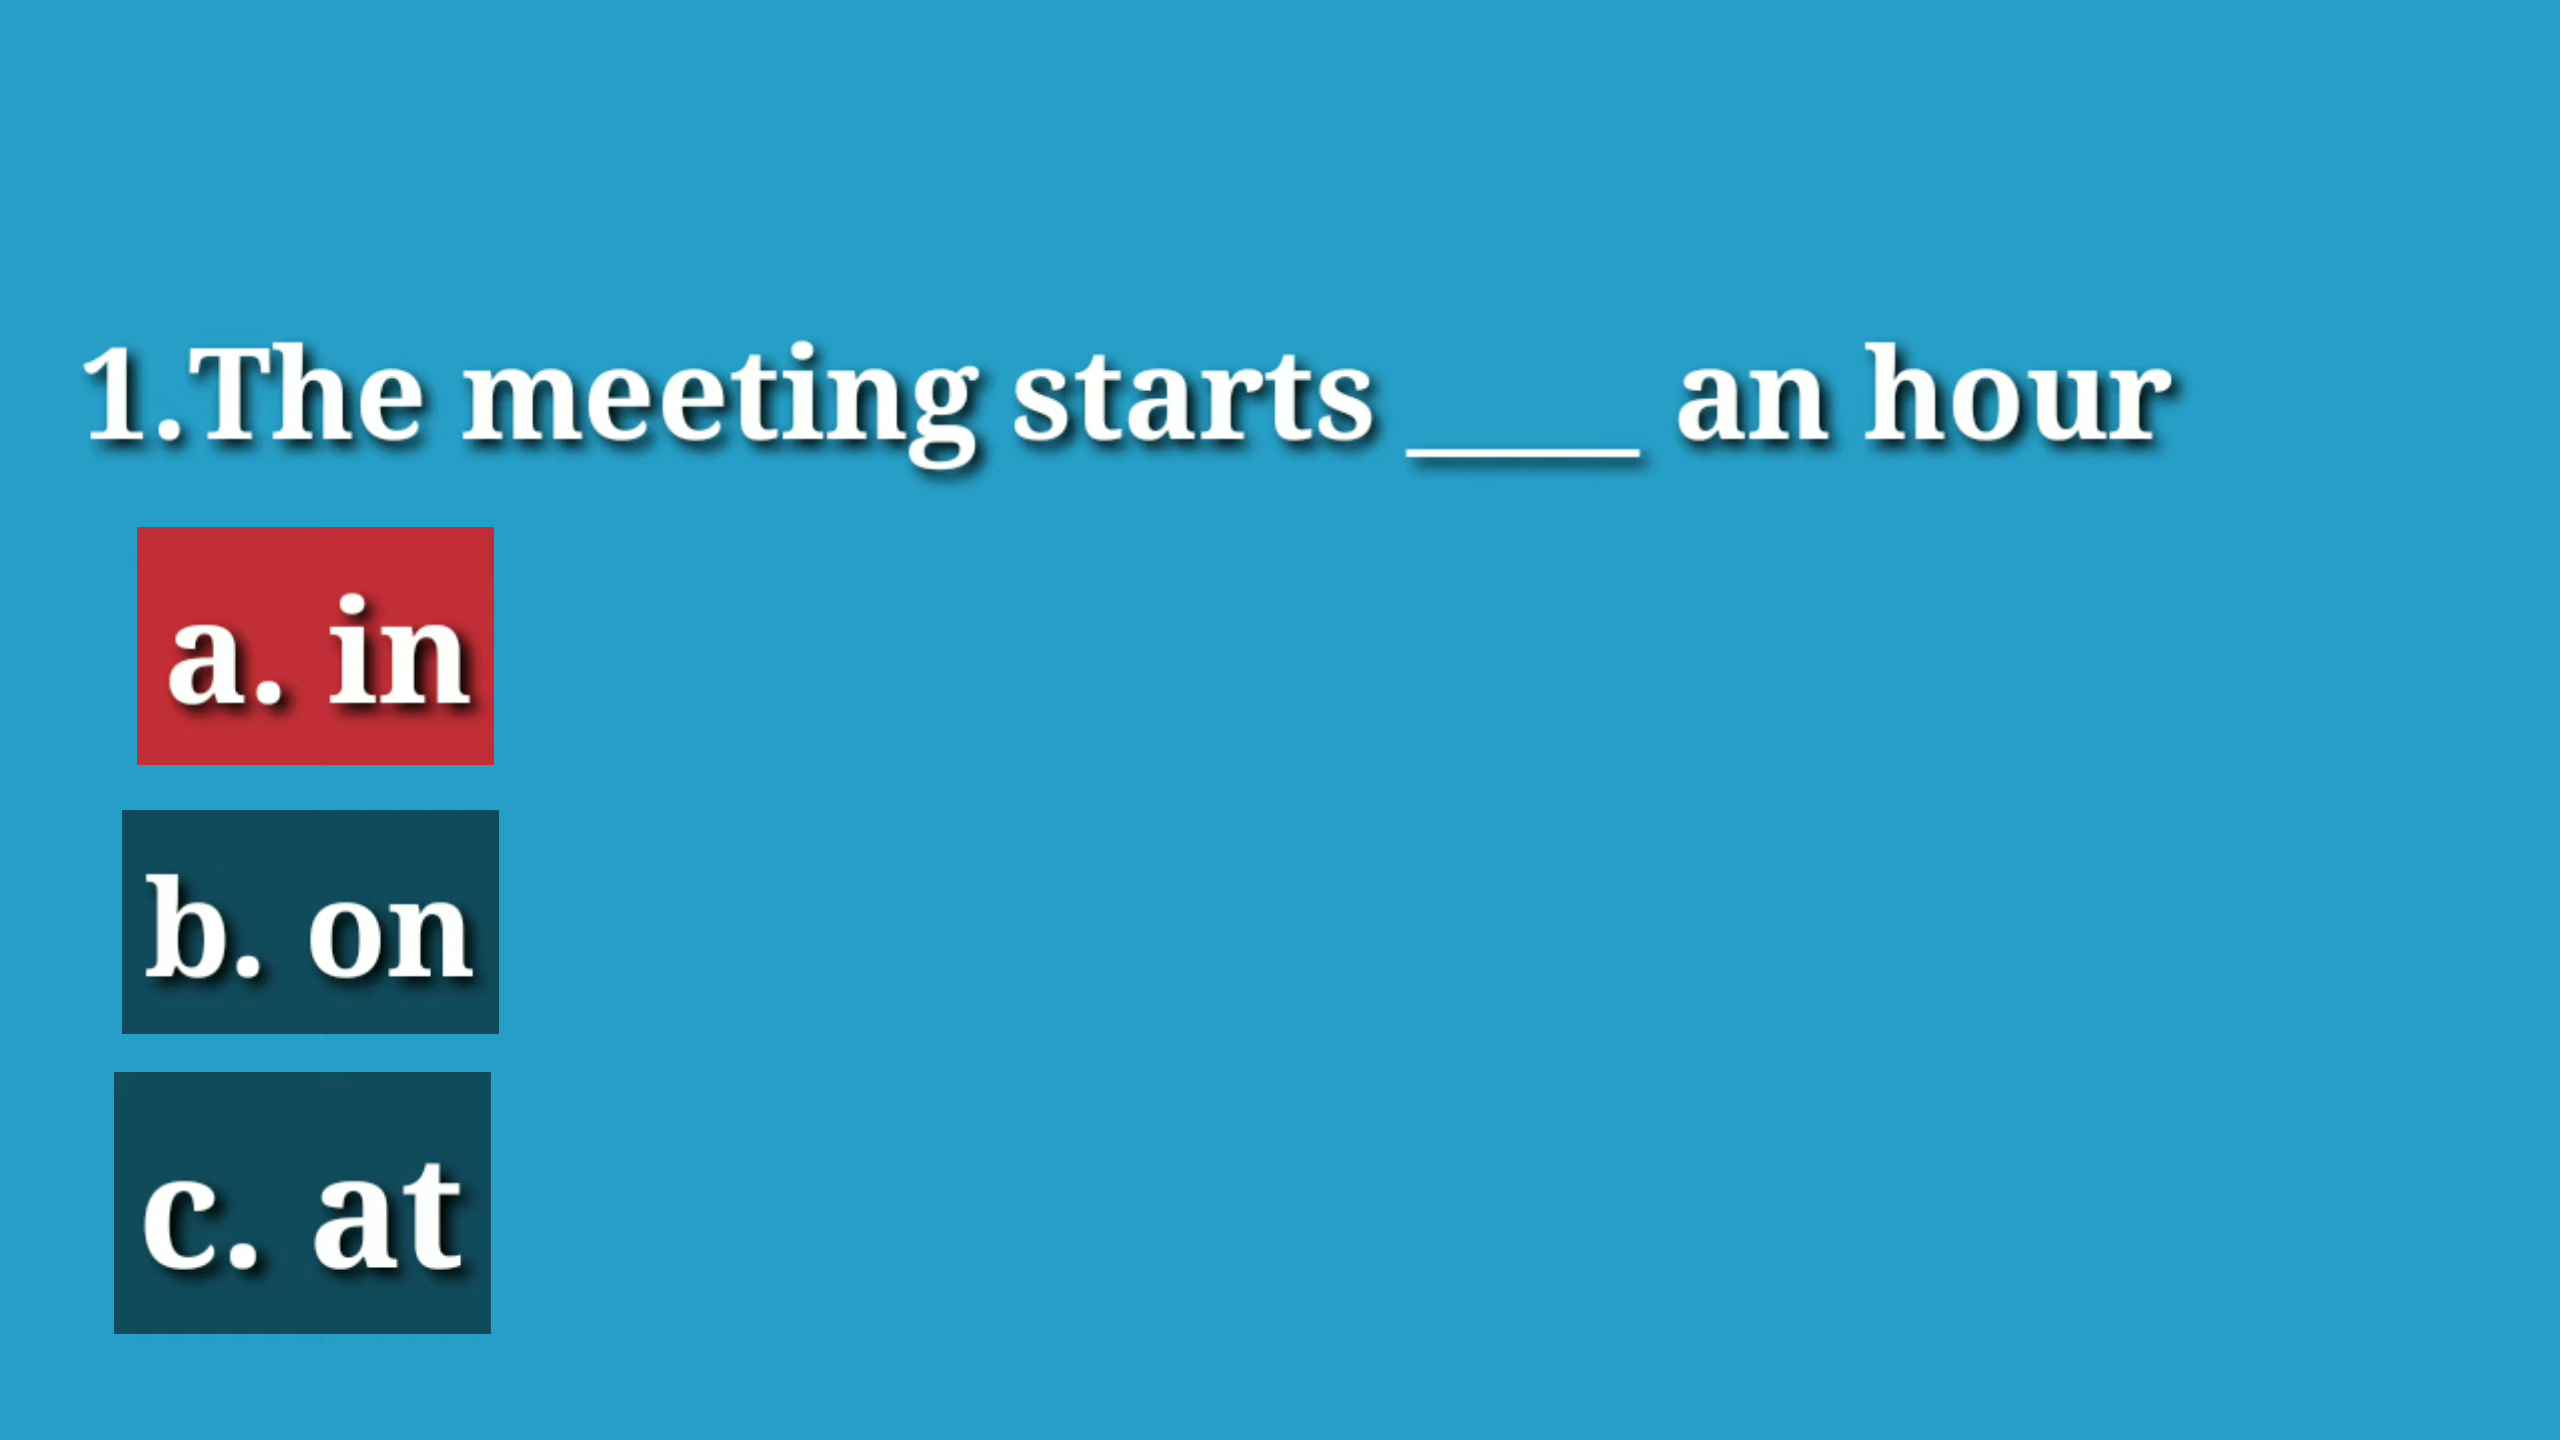 1.The meeting starts ____ an hour
a. in
b. on
c. at